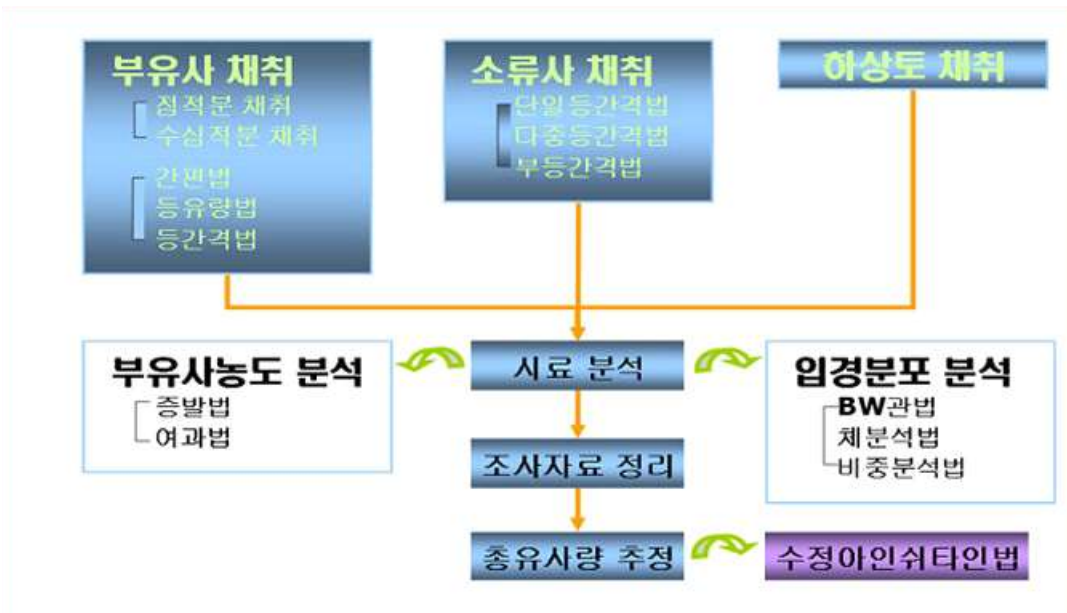 부유사 채취
점적분 채취
수심적분 채취
간편법
등유량법
등간격법
소류사 채취
단일등간격법
다중등간격법
부등간격법
하상토 채취
부유사농도 분석
증발법
여과법
시료 분석
입경분포 분석
BW관법
체분석법
비중분석법
조사자료 정리
총유사량 추정
수정아인쉬타인법